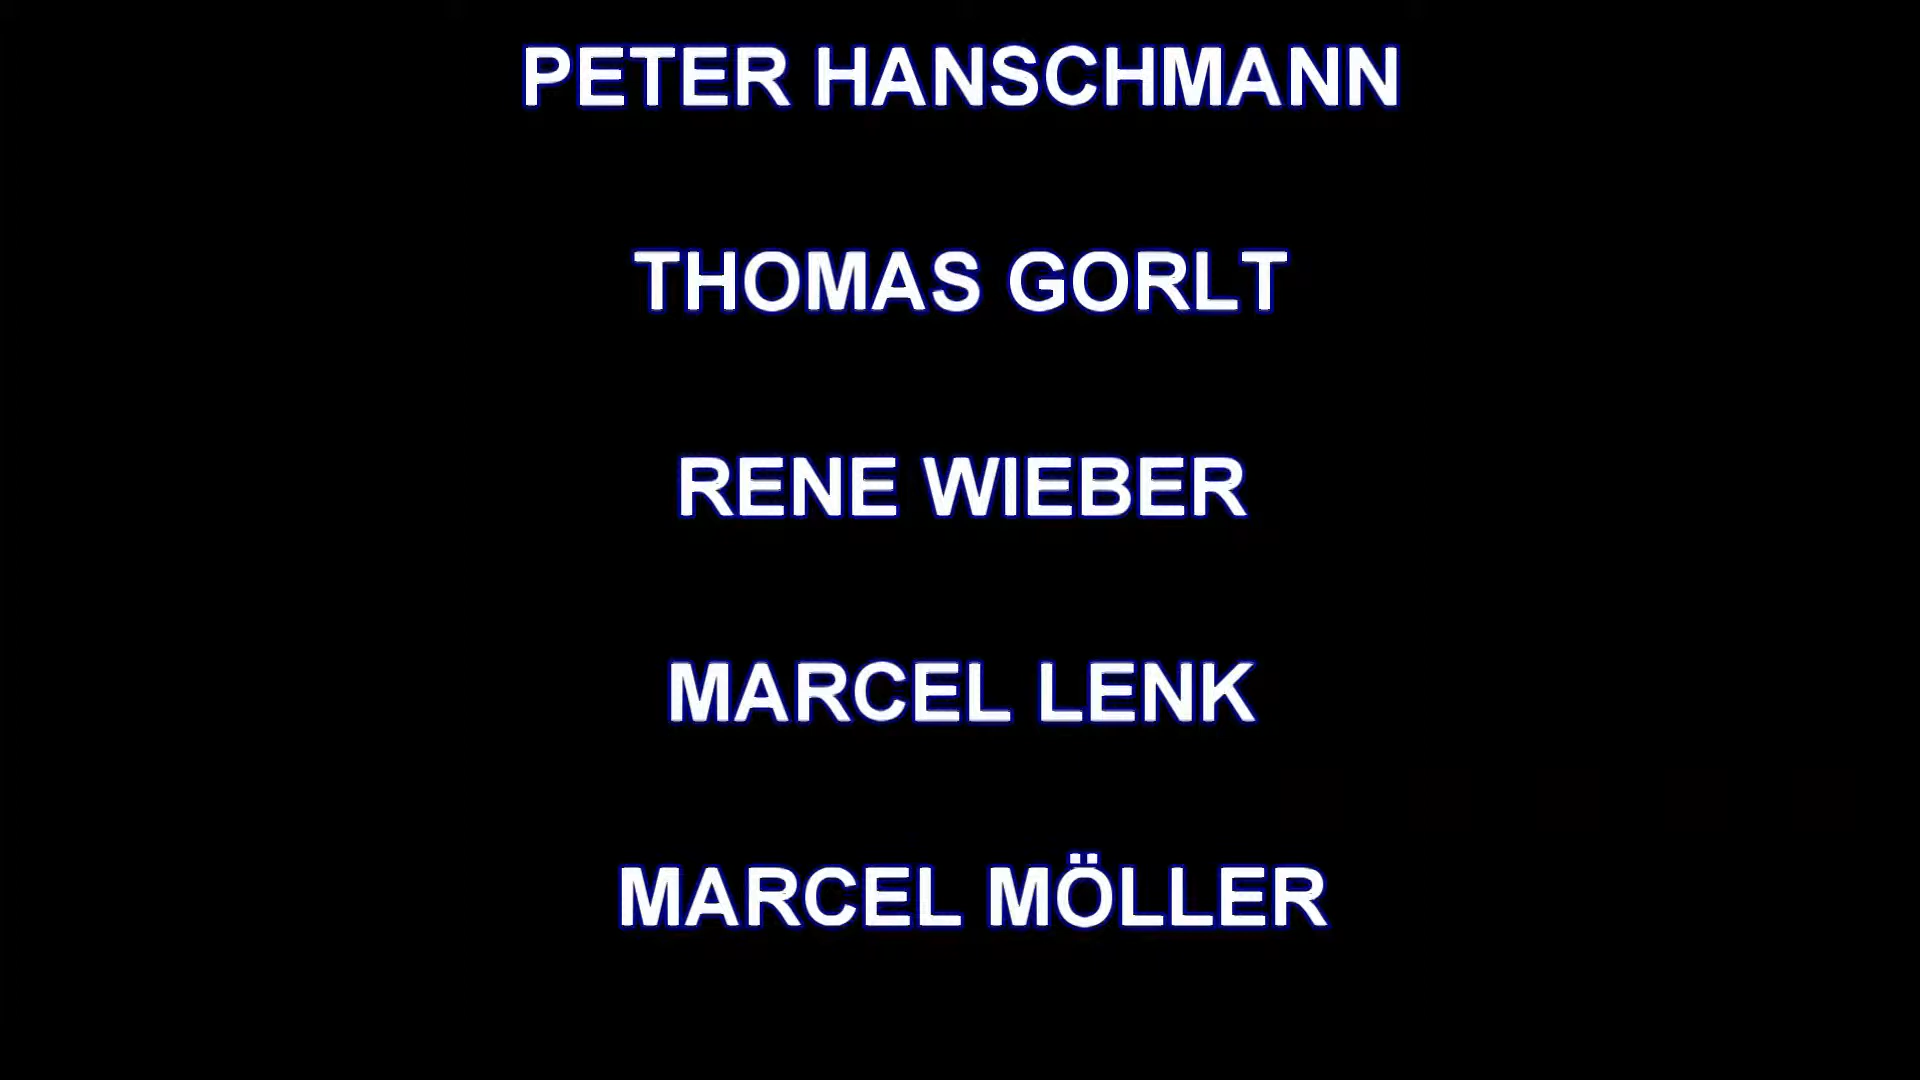 PETER HANSCHMANN
THOMAS GORLT
RENE WIEBER
MARCEL LENK
MARCEL MÖLLER